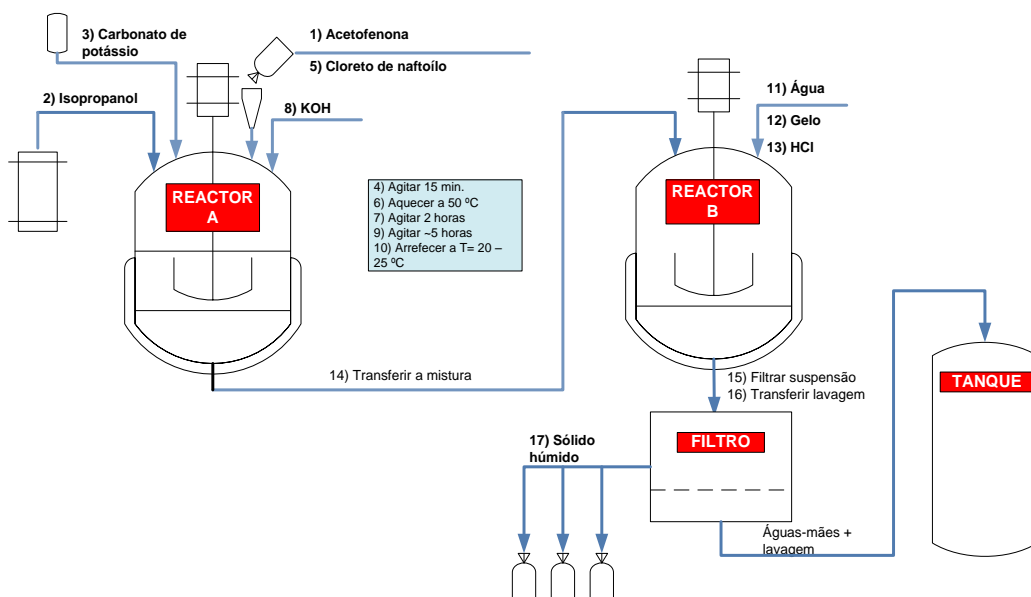 3) Carbonato de
potássio
1) Acetofenona
5) Cloreto de naftoílo
2) Isopropanol
8) KOH
11) Água
12) Gelo
13) HCl
REACTOR
A
4) Agitar 15 min.
6) Aquecer a 50 ºC
7) Agitar 2 horas
9) Agitar ~5 horas
10) Arrefecer a T= 20 –
25 ºC
REACTOR
B
14) Transferir a mistura
15) Filtrar suspensão
16) Transferir lavagem
TANQUE
FILTRO
17) Sólido
húmido
Águas-mães +
lavagem